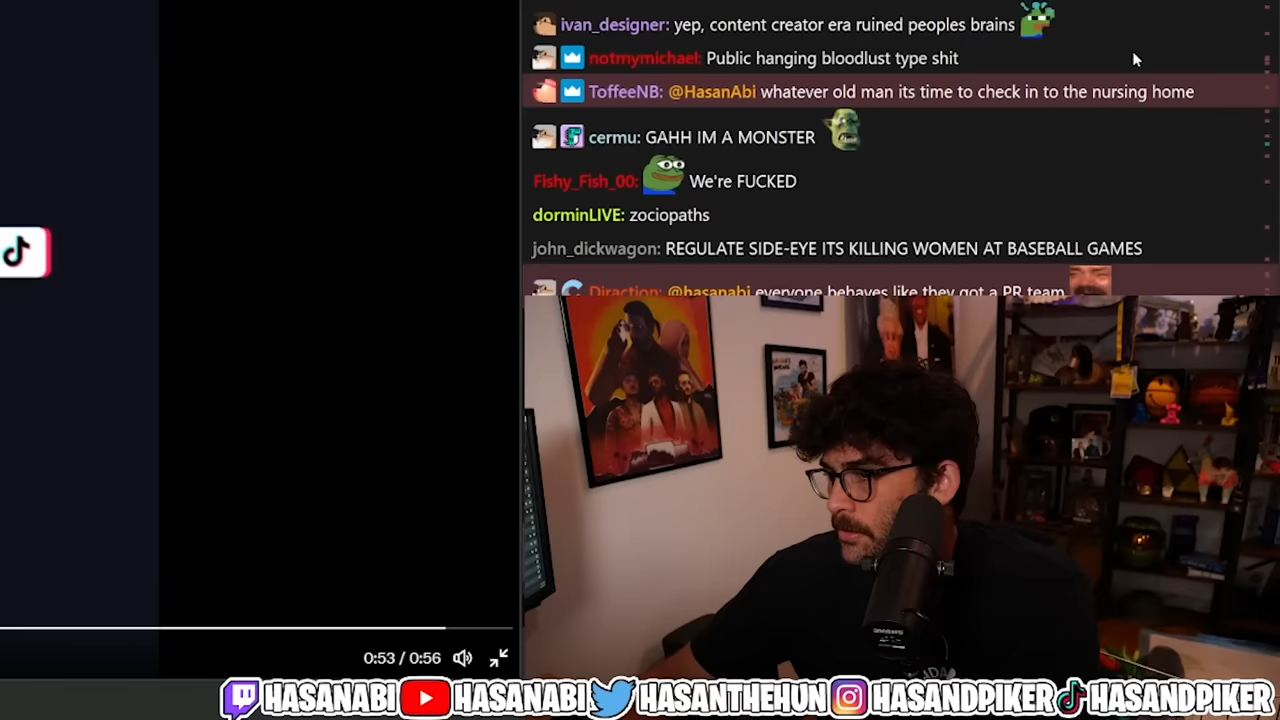 ivan_designer: yep, content creator era ruined peoples brains
notmymichael: Public hanging bloodlust type shit
ToffeeNB: @HasanAbi whatever old man its time to check in to the nursing home
cermu: GAHH IM A MONSTER
Fishy_Fish_00: We're FUCKED
dorminLIVE: zociopaths
john_dickwagon: REGULATE SIDE-EYE ITS KILLING WOMEN AT BASEBALL GAMES
Diraction: @hasanabi everyone behaves like they got a PR team
0:53 / 0:56
HASANABI HASANABI HASANTHEHUN HASANDPIKER HASANDPIKER